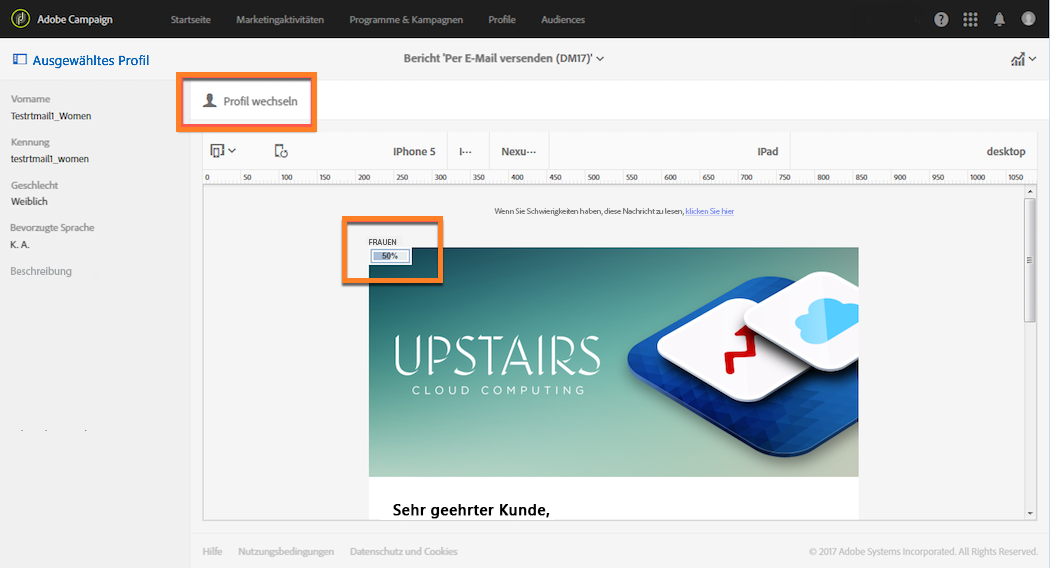 Adobe Campaign
Startseite Marketingaktivitäten Programme & Kampagnen Profile Audiences
Ausgewähltes Profil
Bericht 'Per E-Mail versenden (DM17)'
Vorname
Testrtmail1_Women
Kennung
testrtmail1_women
Geschlecht
Weiblich
Bevorzugte Sprache
K. A.
Beschreibung
Profil wechseln
IPhone 5 I··· Nexu··· IPad desktop
0 50 100 150 200 250 300 350 400 450 500 550 600 650 700 750 800 850 900 950 1000 1050
Wenn Sie Schwierigkeiten haben, diese Nachricht zu lesen, klicken Sie hier
FRAUEN
50%
UPSTAIRS
CLOUD COMPUTING
Sehr geehrter Kunde,
Hilfe Nutzungsbedingungen Datenschutz und Cookies © 2017 Adobe Systems Incorporated. All Rights Reserved.